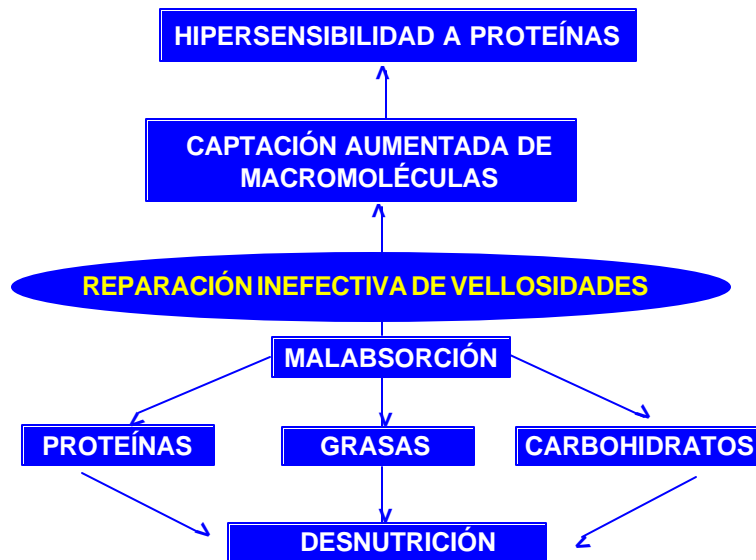 HIPERSENSIBILIDAD A PROTEÍNAS
CAPTACIÓN AUMENTADA DE
MACROMOLÉCULAS
REPARACIÓN INEFECTIVA DE VELLOSIDADES
MALABSORCIÓN
PROTEÍNAS
GRASAS
CARBOHIDRATOS
DESNUTRICIÓN